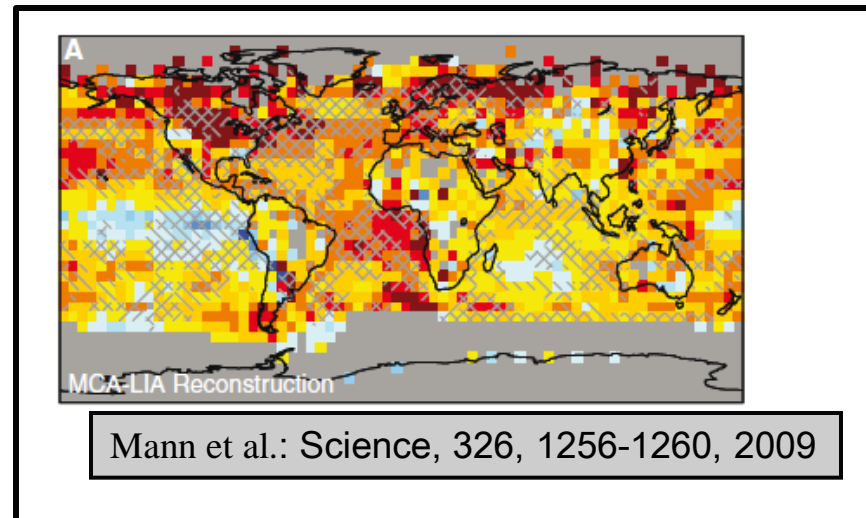 A
MCA-LIA Reconstruction
Mann et al.: Science, 326, 1256-1260, 2009